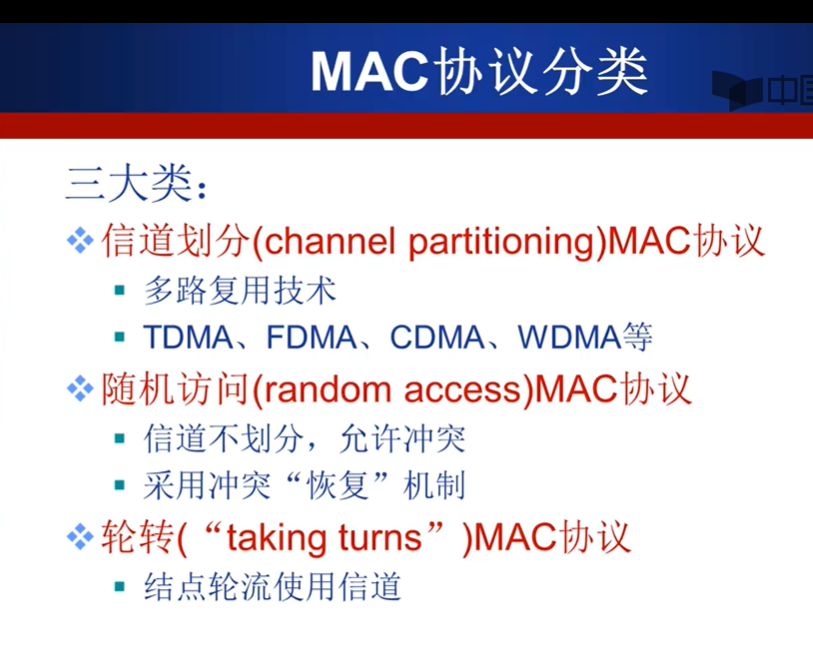 MAC协议分类
中国
三大类：
信道划分(channel partitioning)MAC协议
多路复用技术
TDMA、FDMA、CDMA、WDMA等
随机访问(random access)MAC协议
信道不划分，允许冲突
采用冲突“恢复”机制
轮转(“taking turns”)MAC协议
结点轮流使用信道